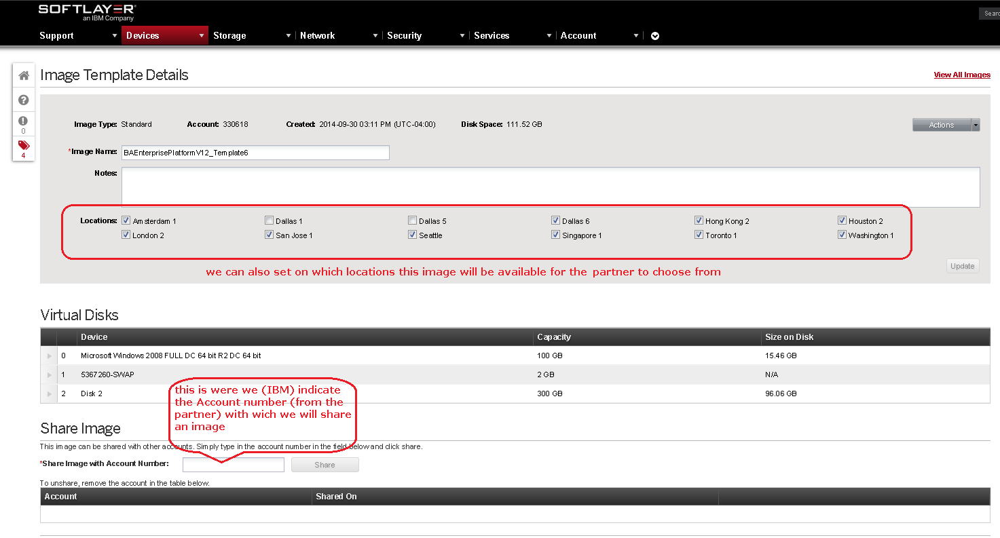 SOFTLAYER
an IBM Company
Support Devices Storage Network Security Services Account
Image Template Details
View All Images
0
4
Image Type: Standard Account: 330618 Created: 2014-09-30 03:11 PM (UTC-04:00) Disk Space: 111.52 GB
Actions
*Image Name: BAEnterprisePlatformV12_Template6
Notes:
Locations: Amsterdam 1 Dallas 1 Dallas 5 Dallas 6 Hong Kong 2 Houston 2
London 2 San Jose 1 Seattle Singapore 1 Toronto 1 Washington 1
we can also set on which locations this image will be available for the partner to choose from
Update
Virtual Disks
Device Capacity Size on Disk
0 Microsoft Windows 2008 FULL DC 64 bit R2 DC 64 bit 100 GB 15.46 GB
1 5367260-SWAP 2 GB N/A
2 Disk 2 300 GB 96.06 GB
this is were we (IBM) indicate
the Account number (from the
partner) with wich we will share
an image
Share Image
This image can be shared with other accounts. Simply type in the account number in the field below and click share.
*Share Image with Account Number: Share
To unshare, remove the account in the table below.
Account Shared On